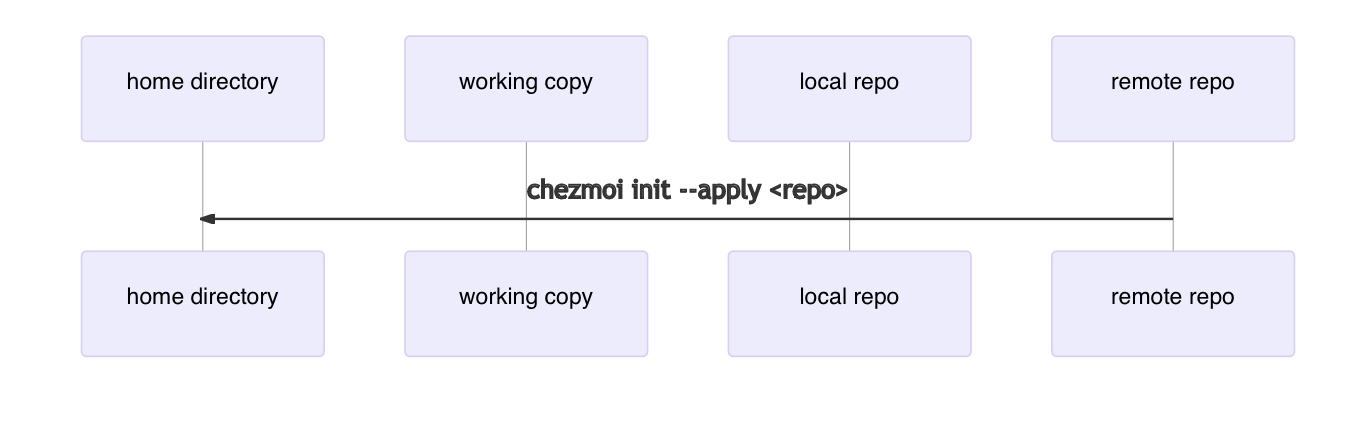 home directory
working copy
local repo
remote repo
chezmoi init --apply <repo>
home directory
working copy
local repo
remote repo